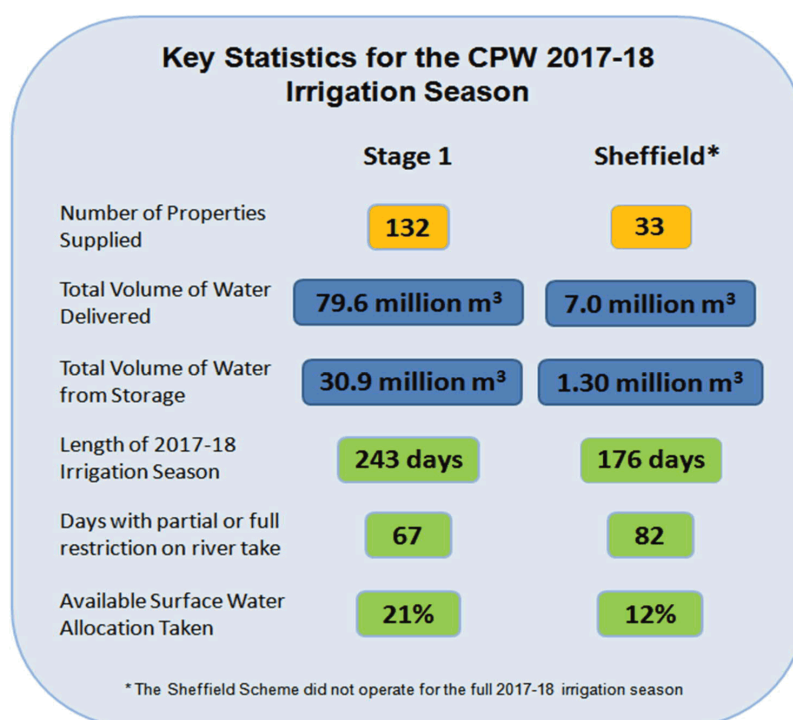 Key Statistics for the CPW 2017-18
Irrigation Season
Stage 1 Sheffield*
Number of Properties
Supplied
132 33
Total Volume of Water
Delivered
79.6 million m³ 7.0 million m³
Total Volume of Water
from Storage
30.9 million m³ 1.30 million m³
Length of 2017-18
Irrigation Season
243 days 176 days
Days with partial or full
restriction on river take
67 82
Available Surface Water
Allocation Taken
21% 12%
* The Sheffield Scheme did not operate for the full 2017-18 irrigation season